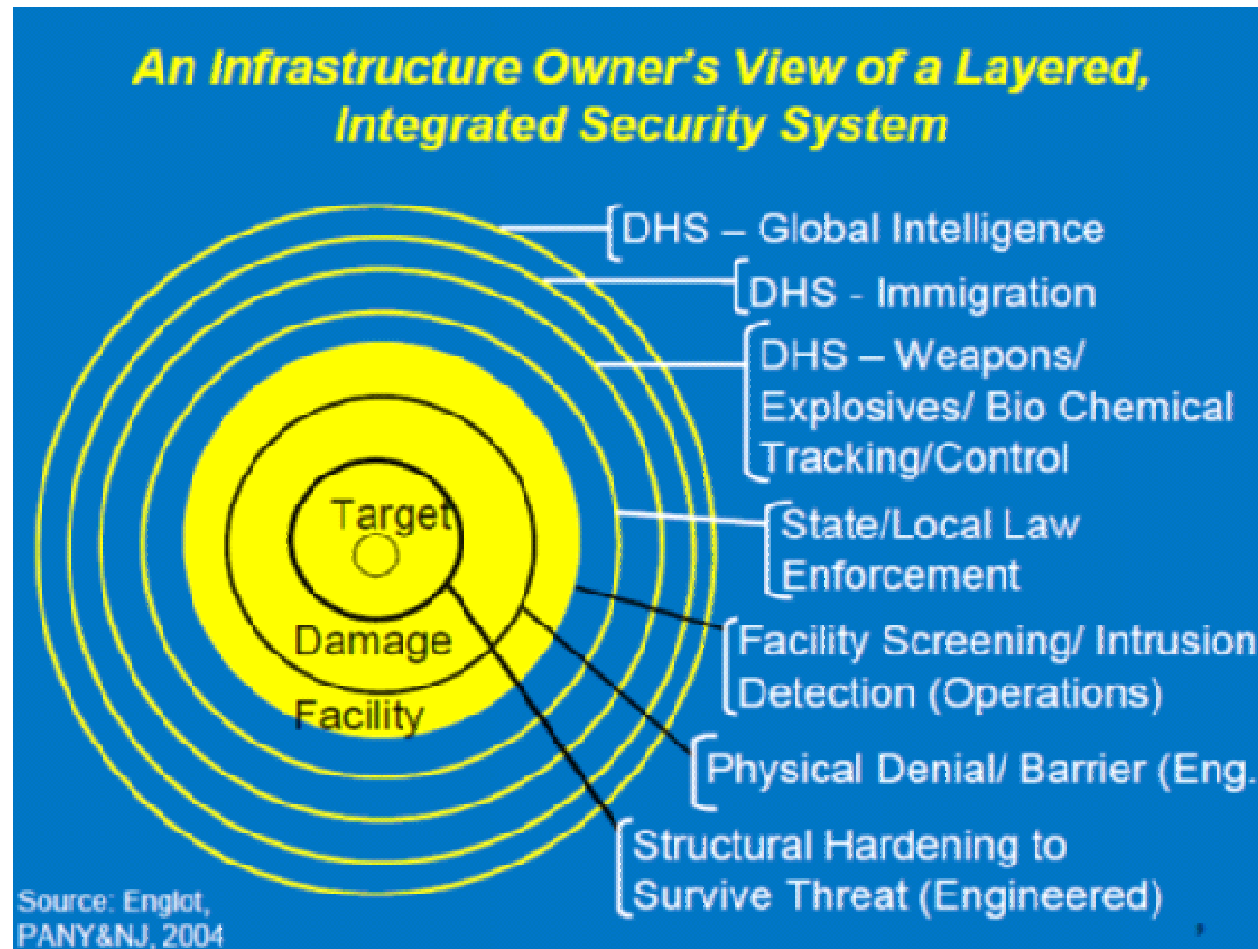 An Infrastructure Owner's View of a Layered,
Integrated Security System
DHS – Global Intelligence
DHS - Immigration
DHS – Weapons/
Explosives/ Bio Chemical
Tracking/Control
State/Local Law
Enforcement
Facility Screening/ Intrusion
Detection (Operations)
Physical Denial/ Barrier (Eng.
Structural Hardening to
Survive Threat (Engineered)
Target
Damage
Facility
Source: Englot,
PANY&NJ, 2004